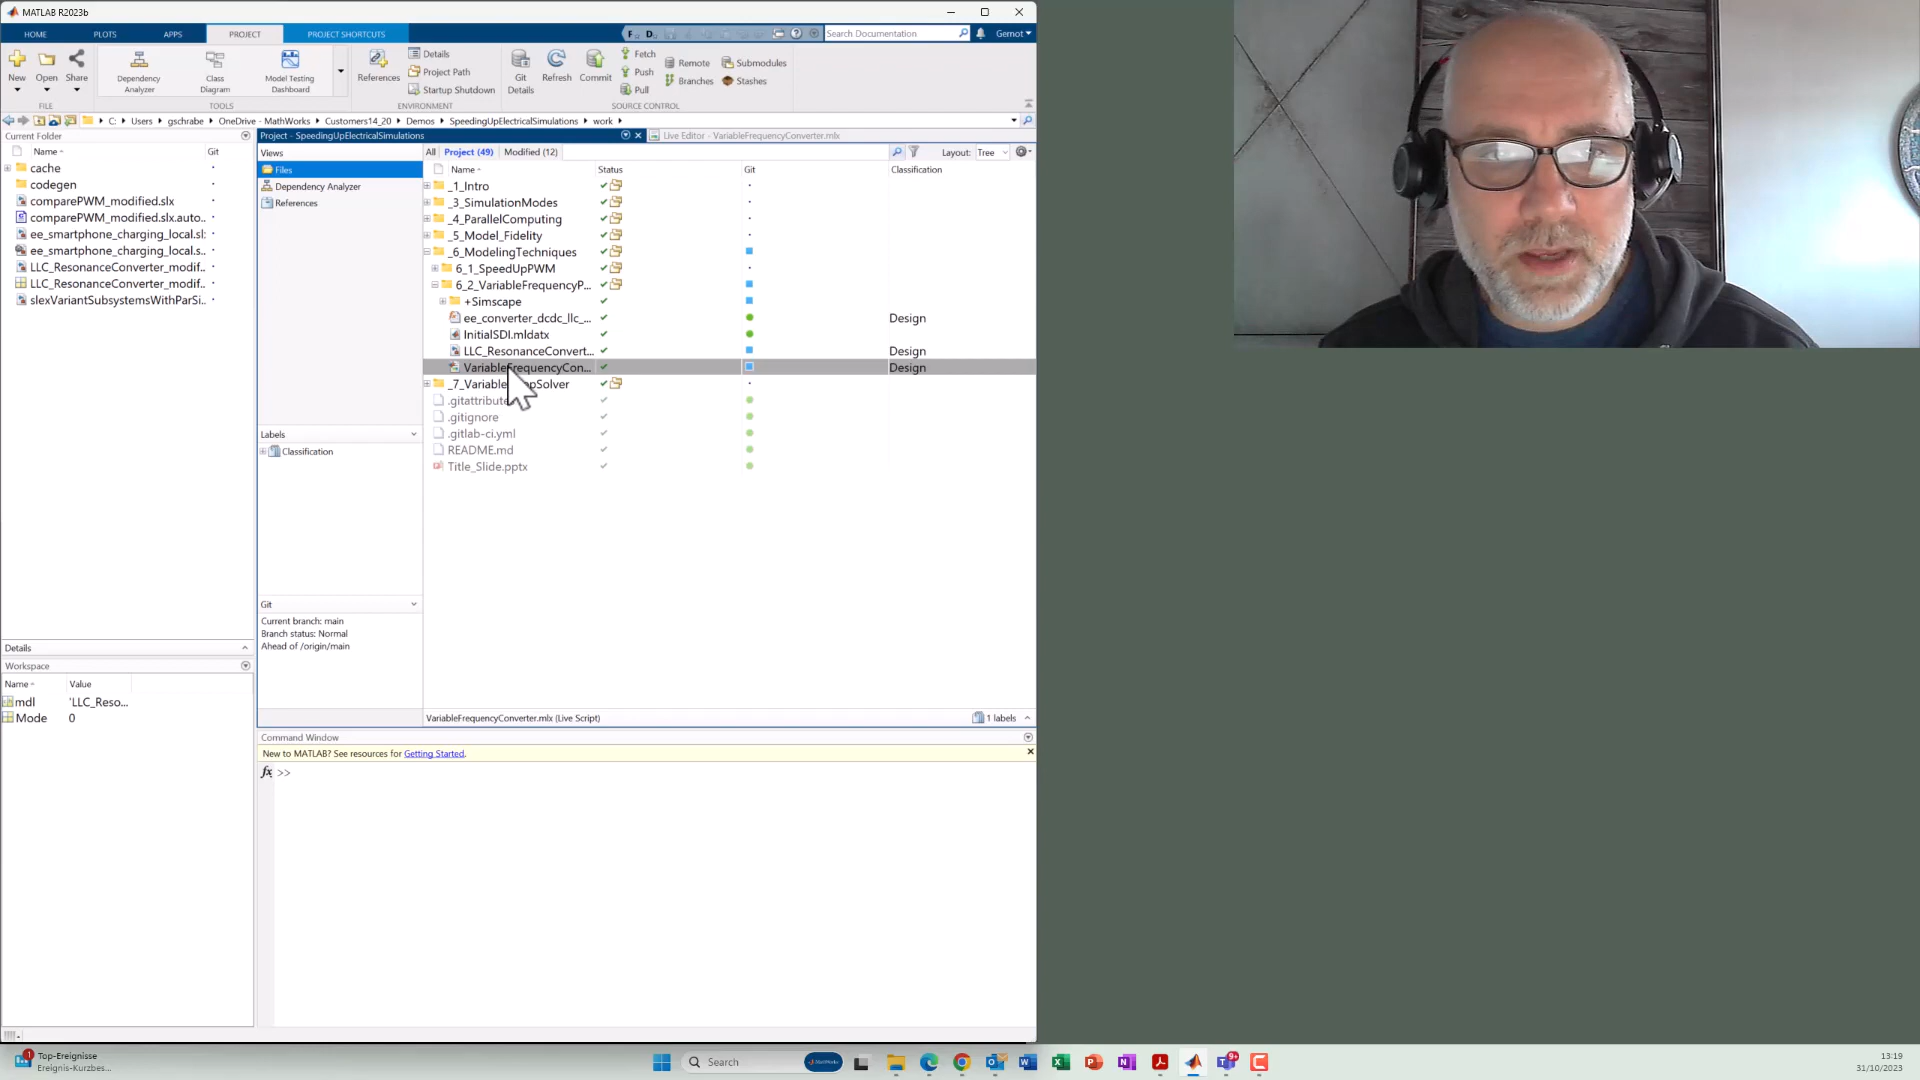 MATLAB R2023b
HOME PLOTS APPS PROJECT PROJECT SHORTCUTS
Search Documentation Gernot
New Open Share
FILE
Dependency Analyzer
Class Diagram
Model Testing Dashboard
TOOLS
References
Details
Project Path
Startup Shutdown
ENVIRONMENT
Git Details
Refresh
Commit
Fetch
Push
Pull
Remote
Branches
Submodules
Stashes
SOURCE CONTROL
C: Users gschrabe OneDrive - MathWorks Customers14_20 Demos SpeedingUpElectricalSimulations work
Current Folder
Name Git
cache
codegen
comparePWM_modified.slx
comparePWM_modified.slx.auto..
ee_smartphone_charging_local.sl:
ee_smartphone_charging_local.s..
LLC_ResonanceConverter_modif..
LLC_ResonanceConverter_modif..
slexVariantSubsystemsWithParSi..
Details
Workspace
Name Value
mdl 'LLC_Reso...
Mode 0
Project - SpeedingUpElectricalSimulations
Live Editor - VariableFrequencyConverter.mlx
Views
Files
Dependency Analyzer
References
Labels
Classification
Git
Current branch: main
Branch status: Normal
Ahead of /origin/main
All Project (49) Modified (12) Layout: Tree
Name Status Git Classification
_1_Intro
_3_SimulationModes
_4_ParallelComputing
_5_Model_Fidelity
_6_ModelingTechniques
6_1_SpeedUpPWM
6_2_VariableFrequencyP...
+Simscape
ee_converter_dcdc_llc_... Design
InitialSDI.mldatx
LLC_ResonanceConvert... Design
VariableFrequencyCon... Design
_7_Variable pSolver
.gitattribute
.gitignore
.gitlab-ci.yml
README.md
Title_Slide.pptx
VariableFrequencyConverter.mlx (Live Script) 1 labels
Command Window
New to MATLAB? See resources for Getting Started.
fx >>
1 Top-Ereignisse
Ereignis-Kurzbes...
Search
9+
13:19
31/10/2023